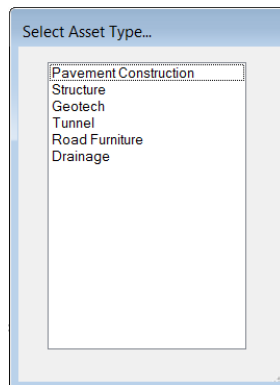 Select Asset Type...
Pavement Construction
Structure
Geotech
Tunnel
Road Furniture
Drainage